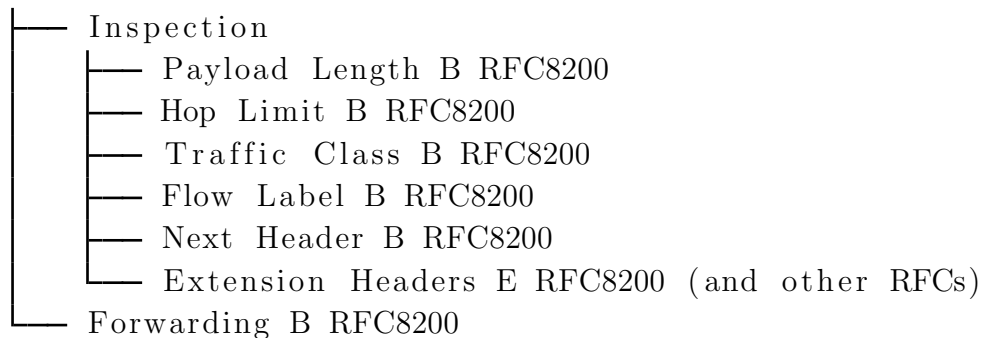 Inspection
Payload Length B RFC8200
Hop Limit B RFC8200
Traffic Class B RFC8200
Flow Label B RFC8200
Next Header B RFC8200
Extension Headers E RFC8200 (and other RFCs)
Forwarding B RFC8200